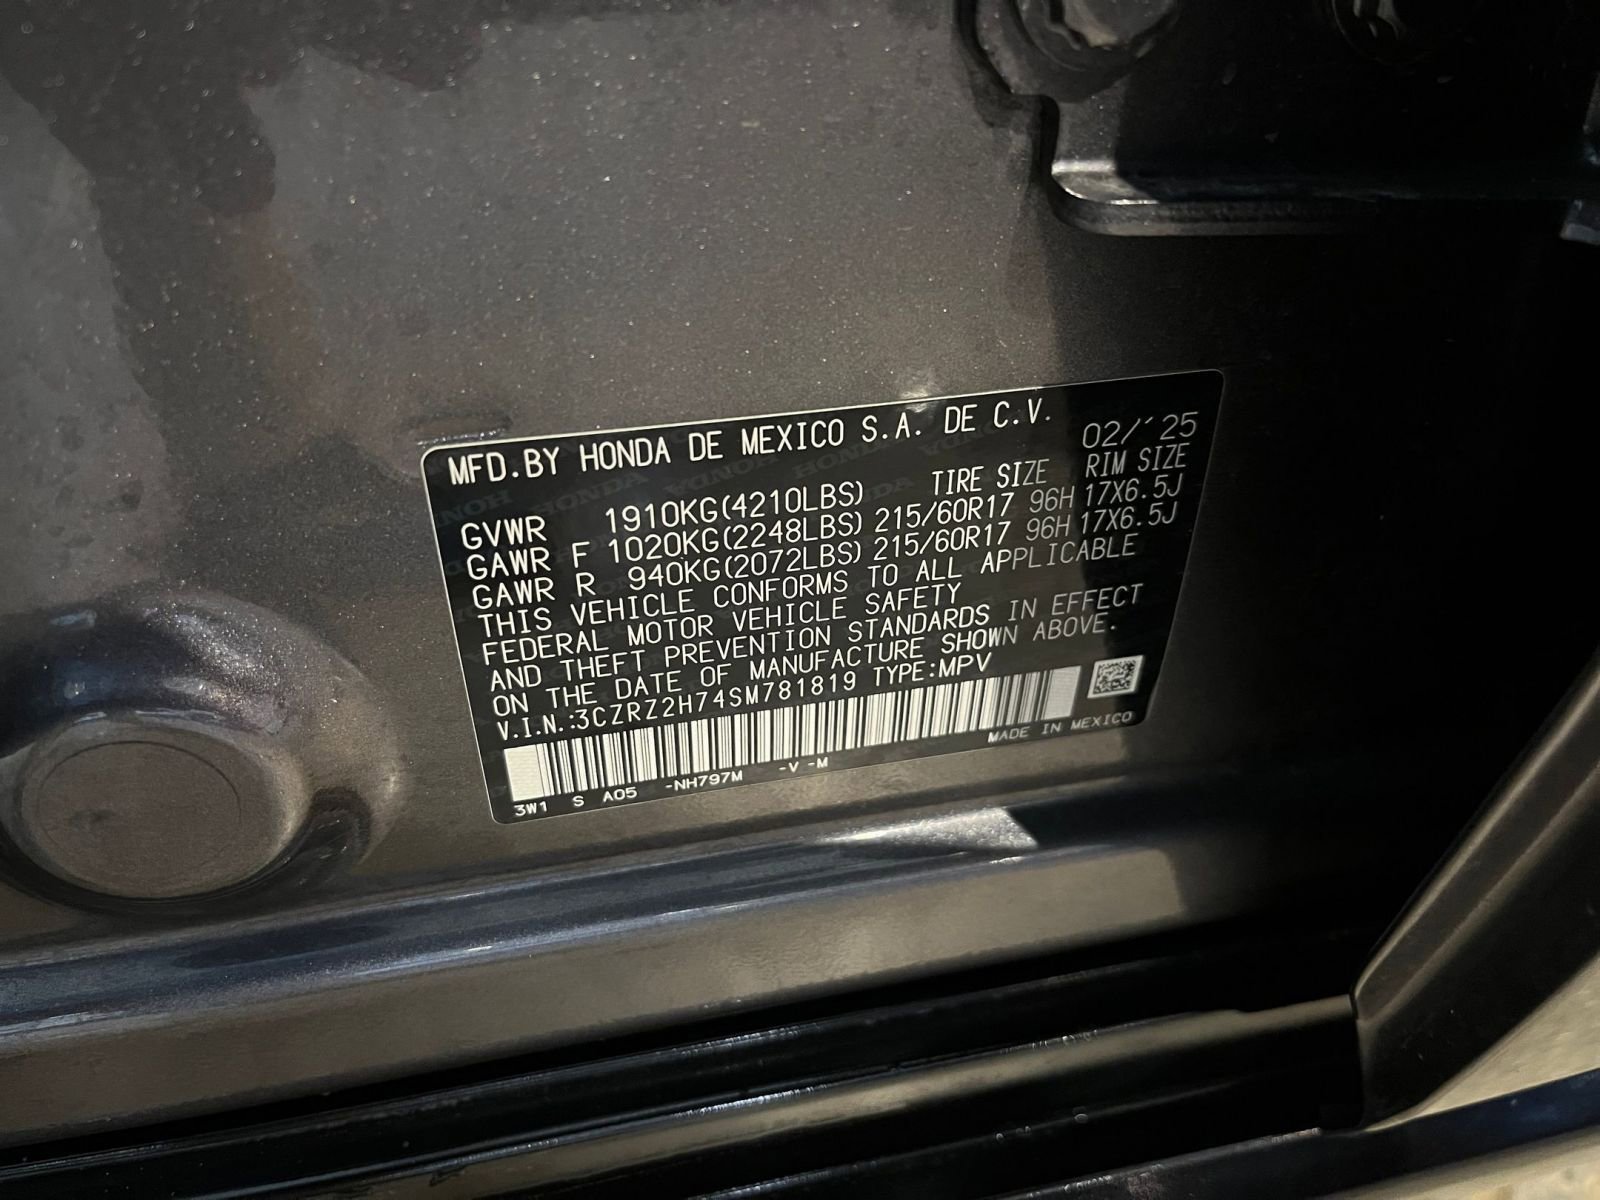 MFD.BY HONDA DE MEXICO S.A. DE C.V. 02/'25
TIRE SIZE RIM SIZE
GVWR 1910KG(4210LBS)
GAWR F 1020KG(2248LBS) 215/60R17 96H 17X6.5J
GAWR R 940KG(2072LBS) 215/60R17 96H 17X6.5J
THIS VEHICLE CONFORMS TO ALL APPLICABLE
FEDERAL MOTOR VEHICLE SAFETY
AND THEFT PREVENTION STANDARDS IN EFFECT
ON THE DATE OF MANUFACTURE SHOWN ABOVE.
V.I.N.:3CZRZ2H74SM781819 TYPE:MPV
MADE IN MEXICO
3W1 S A05 -NH797M -V -M